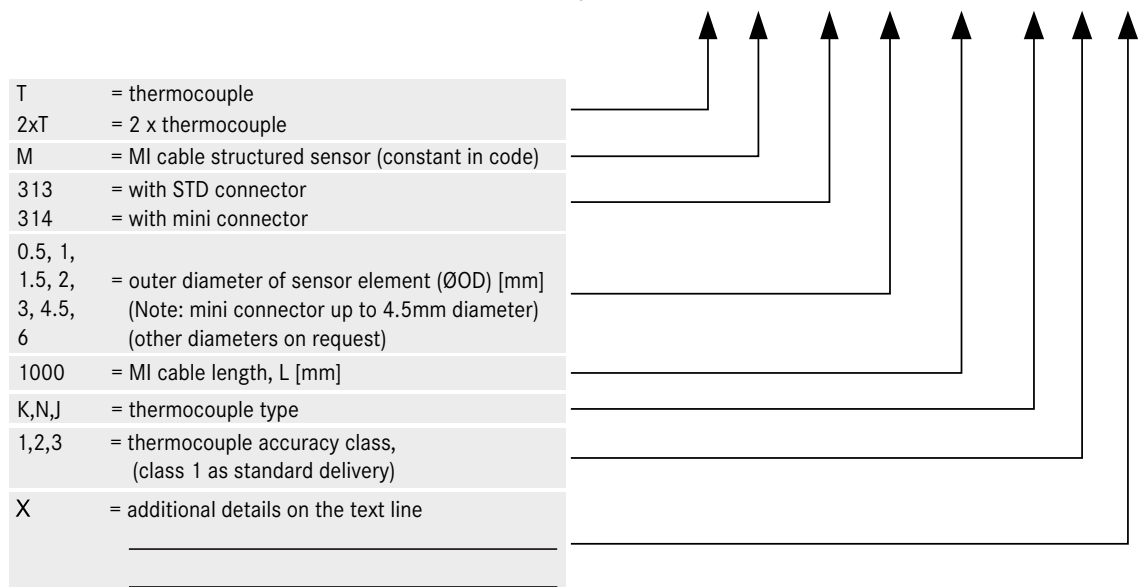 T = thermocouple
2xT = 2 x thermocouple
M = MI cable structured sensor (constant in code)
313 = with STD connector
314 = with mini connector
0.5, 1,
1.5, 2, = outer diameter of sensor element (ØOD) [mm]
3, 4.5, (Note: mini connector up to 4.5mm diameter)
6 (other diameters on request)
1000 = MI cable length, L [mm]
K,N,J = thermocouple type
1,2,3 = thermocouple accuracy class,
(class 1 as standard delivery)
X = additional details on the text line